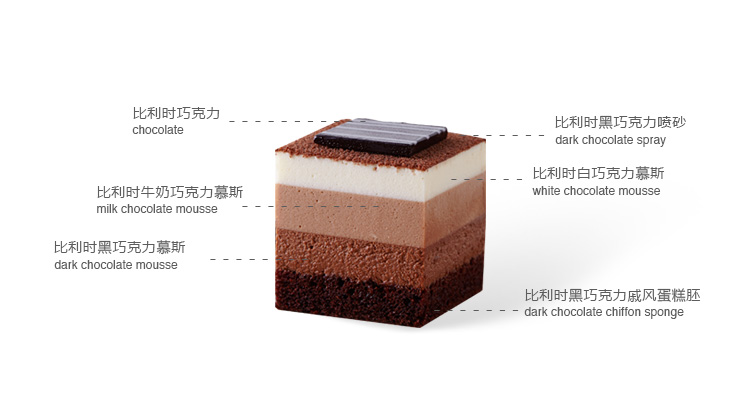 比利时巧克力
chocolate
比利时黑巧克力喷砂
dark chocolate spray
比利时白巧克力慕斯
white chocolate mousse
比利时牛奶巧克力慕斯
milk chocolate mousse
比利时黑巧克力慕斯
dark chocolate mousse
比利时黑巧克力戚风蛋糕胚
dark chocolate chiffon sponge